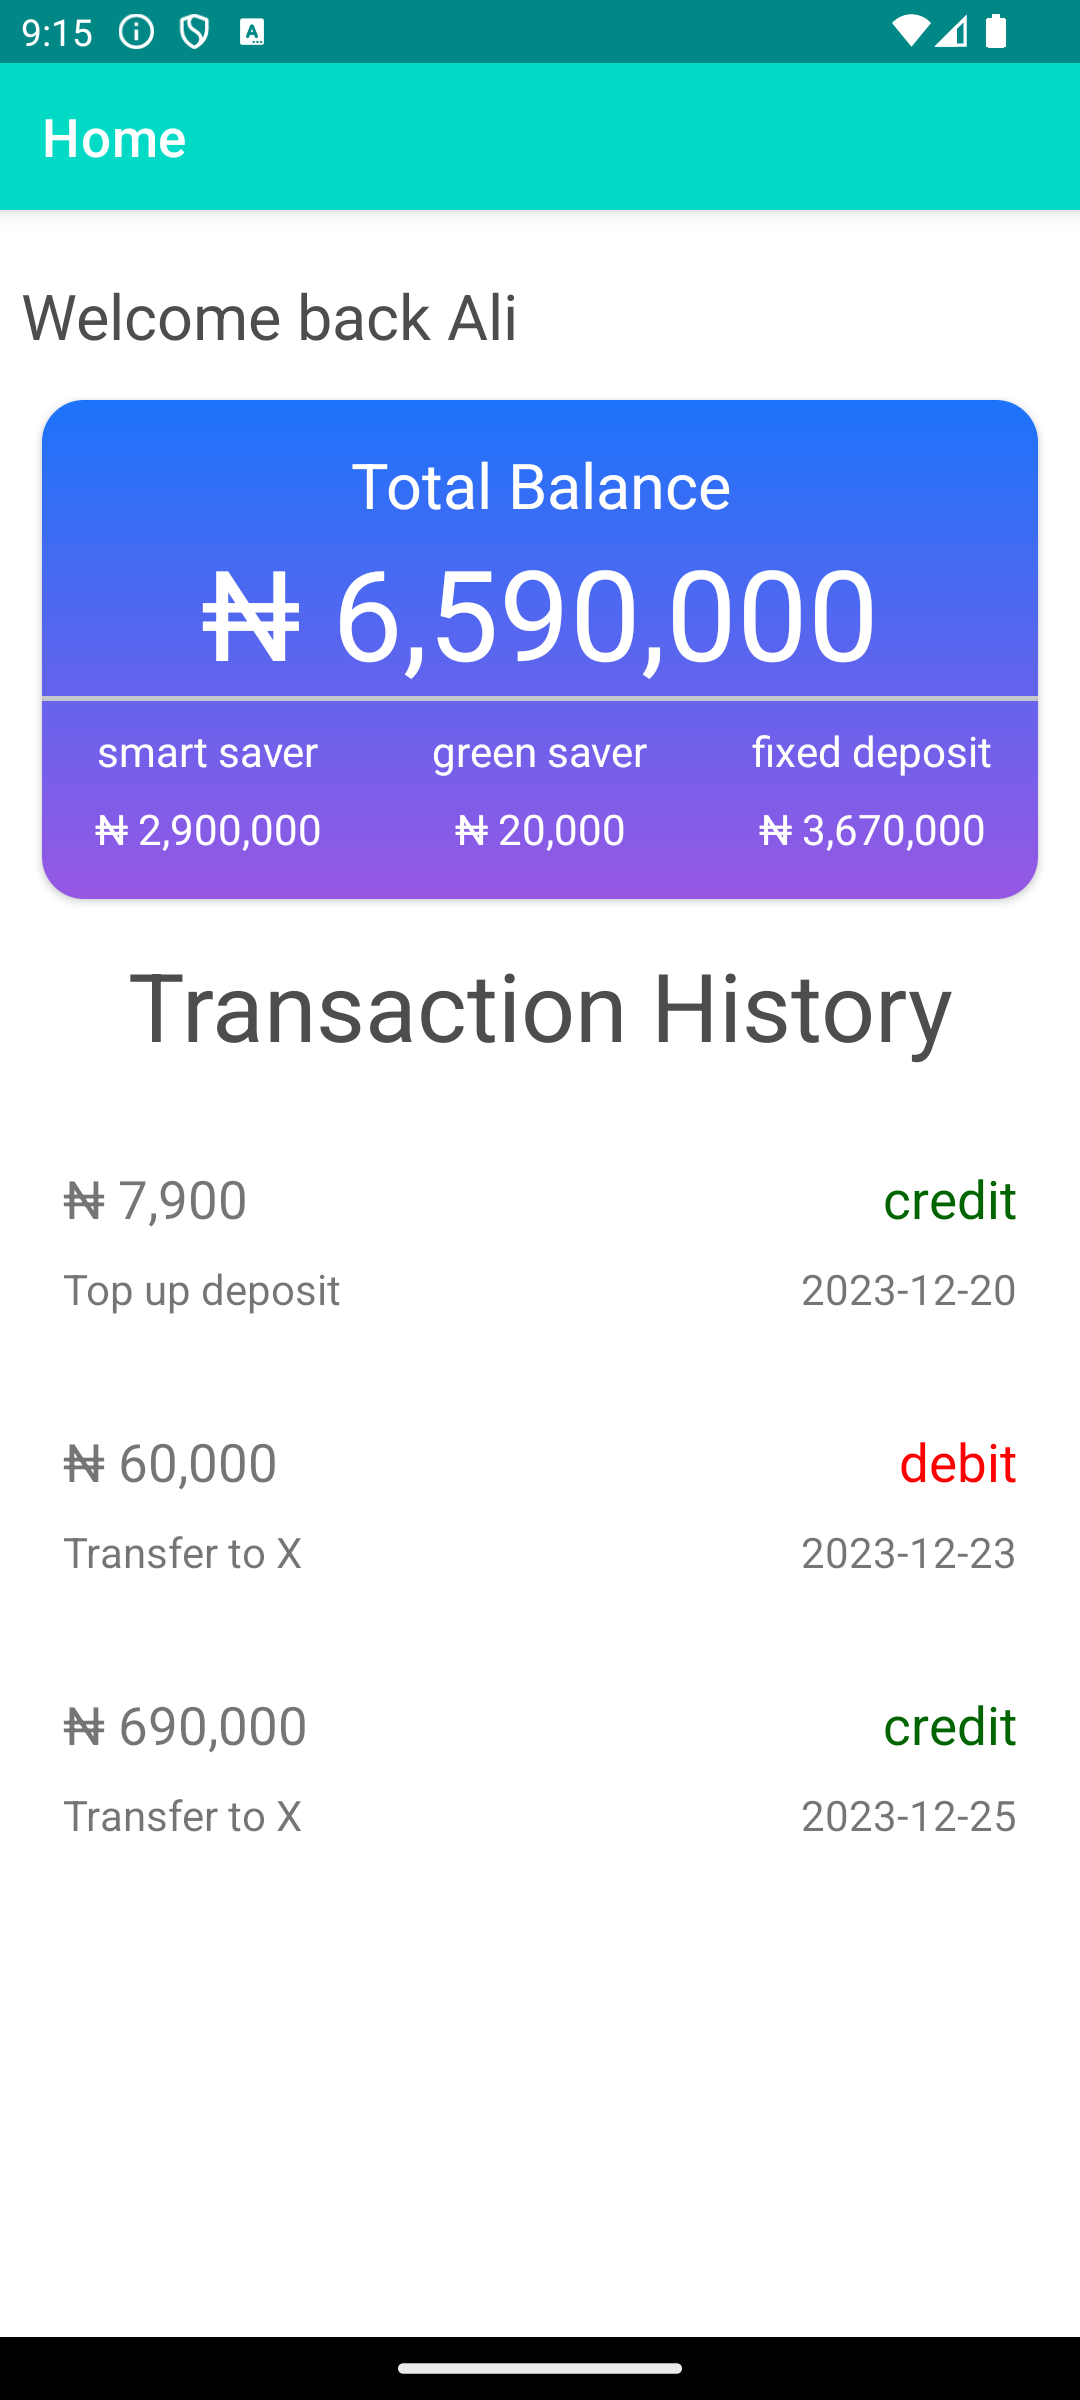 9:15
Home
Welcome back Ali
Total Balance
₦ 6,590,000
smart saver green saver fixed deposit
₦ 2,900,000 ₦ 20,000 ₦ 3,670,000
Transaction History
₦ 7,900 credit
Top up deposit 2023-12-20
₦ 60,000 debit
Transfer to X 2023-12-23
₦ 690,000 credit
Transfer to X 2023-12-25